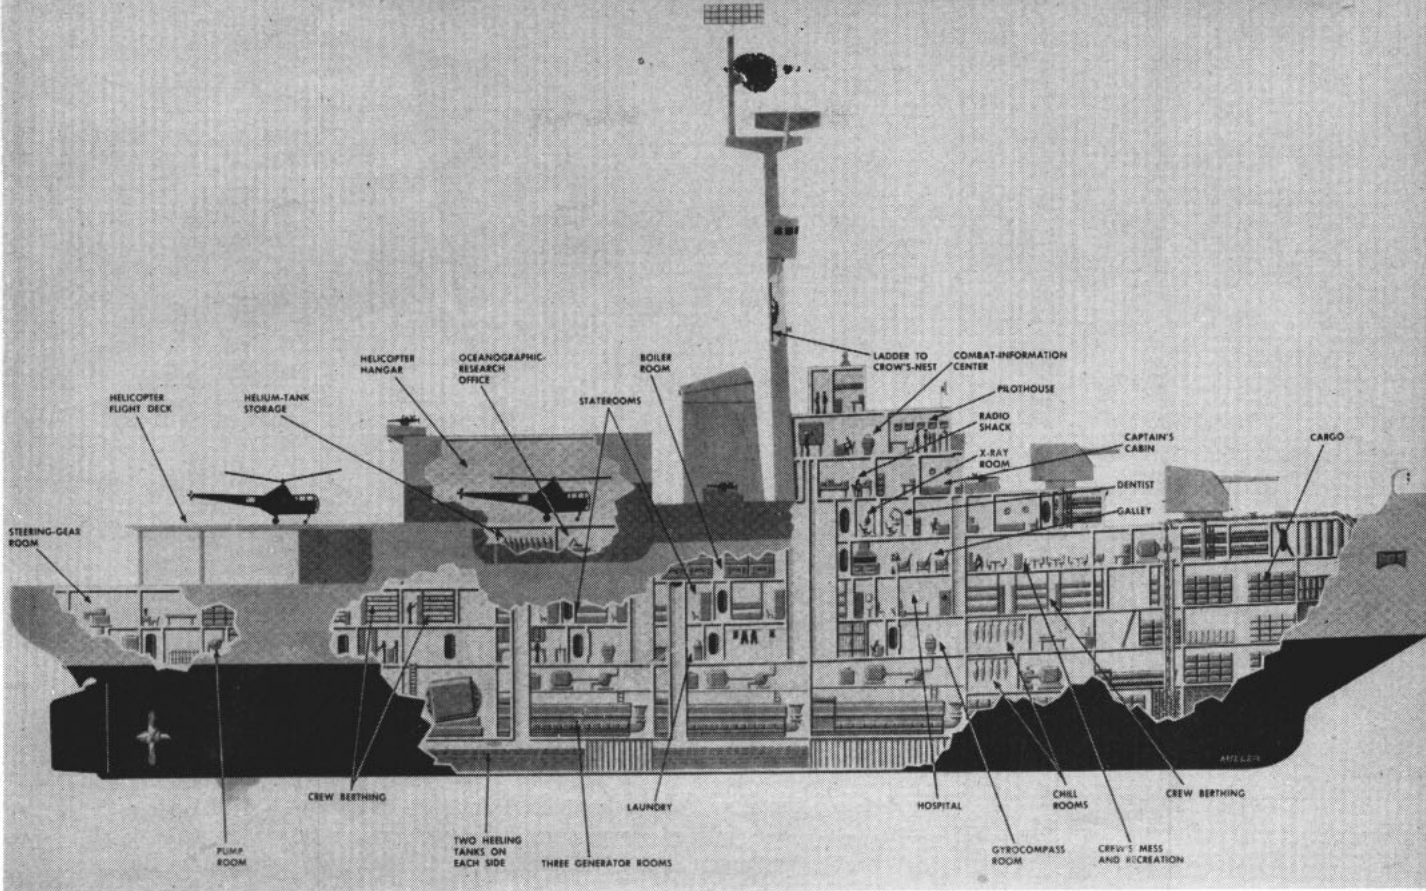 HELICOPTER
HANGAR
OCEANOGRAPHIC-
RESEARCH
OFFICE
BOILER
ROOM
LADDER TO
CROW'S-NEST
COMBAT-INFORMATION
CENTER
PILOTHOUSE
HELICOPTER
FLIGHT DECK
HELIUM-TANK
STORAGE
STATEROOMS
RADIO
SHACK
X-RAY
ROOM
CAPTAIN'S
CABIN
CARGO
DENTIST
GALLEY
STEERING-GEAR
ROOM
MILLER
CREW BERTHING
LAUNDRY
HOSPITAL
CHILL
ROOMS
CREW BERTHING
PUMP
ROOM
TWO HEELING
TANKS ON
EACH SIDE
THREE GENERATOR ROOMS
GYROCOMPASS
ROOM
CREW'S MESS
AND RECREATION